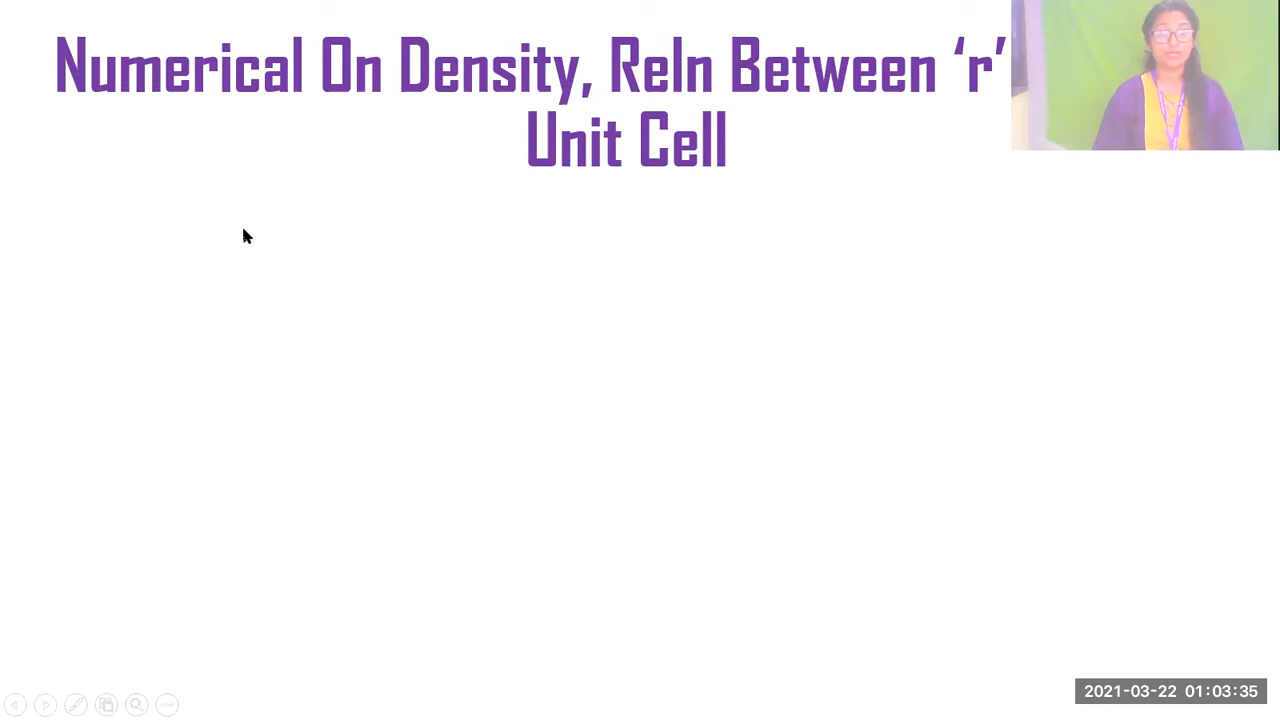 Numerical On Density, Reln Between ‘r’
Unit Cell
2021-03-22 01:03:35